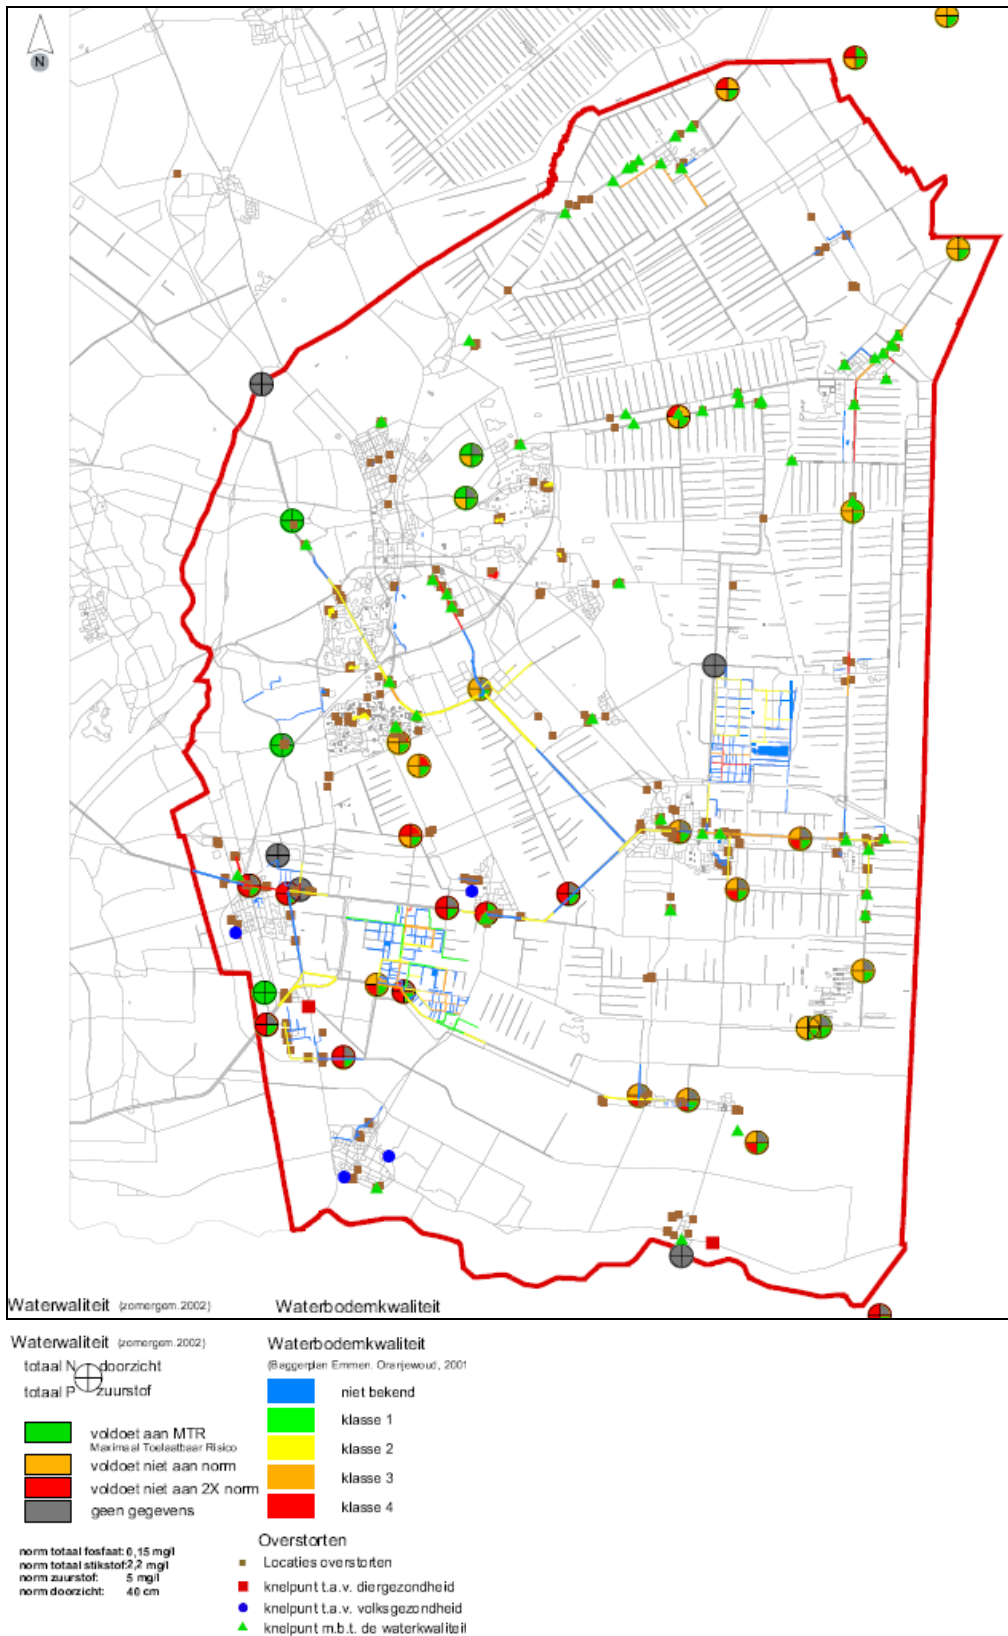 N
Waterwaliteit (zomergem.2002)
Waterbodemkwaliteit
Waterwaliteit (zomergem.2002)
totaal N doorzicht
totaal P zuurstof
voldoet aan MTR
Maximaal Toelaatbaar Risico
voldoet niet aan norm
voldoet niet aan 2X norm
geen gegevens
norm totaal fosfaat: 0,15 mg/l
norm totaal stikstof: 2,2 mg/l
norm zuurstof: 5 mg/l
norm doorzicht: 40 cm
Waterbodemkwaliteit
(Baggerplan Emmen, Oranjewoud, 2001
niet bekend
klasse 1
klasse 2
klasse 3
klasse 4
Overstorten
Locaties overstorten
knelpunt t.a.v. diergezondheid
knelpunt t.a.v. volksgezondheid
knelpunt m.b.t. de waterkwaliteit